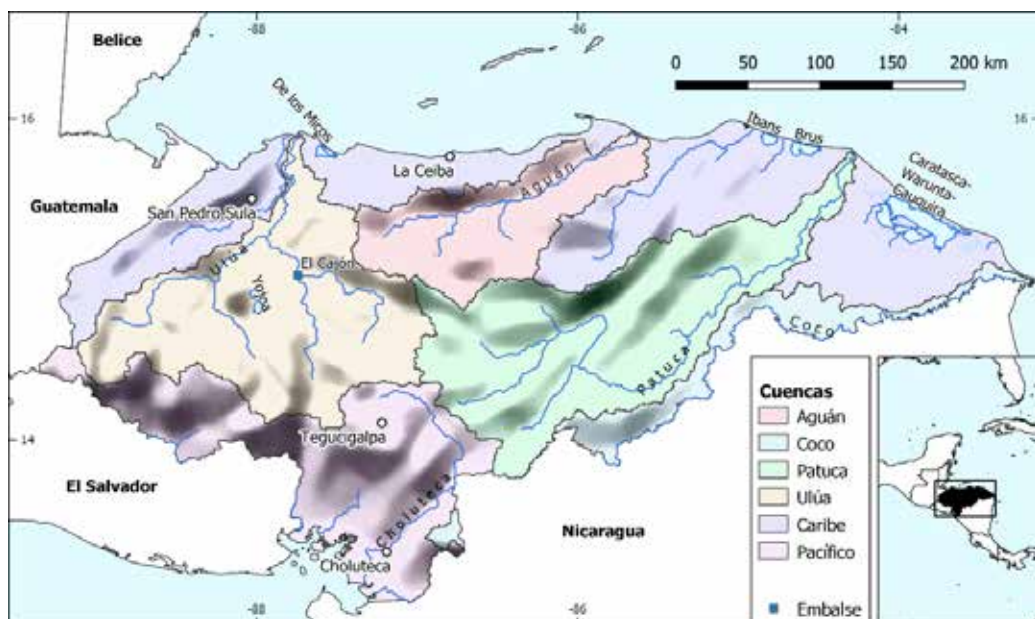 -88
-86
-84
Belice
0 50 100 150 200 km
16
16
De los Micos
Ibans
Brus
Caratasca-
Warunta-
Cauquira
La Ceiba
Aguán
Guatemala
San Pedro Sula
Ulúa
El Cajón
Yojoa
Coco
Patuca
Tegucigalpa
14
14
El Salvador
Choluteca
Nicaragua
Choluteca
Cuencas
Aguán
Coco
Patuca
Ulúa
Caribe
Pacífico
Embalse
-88
-86